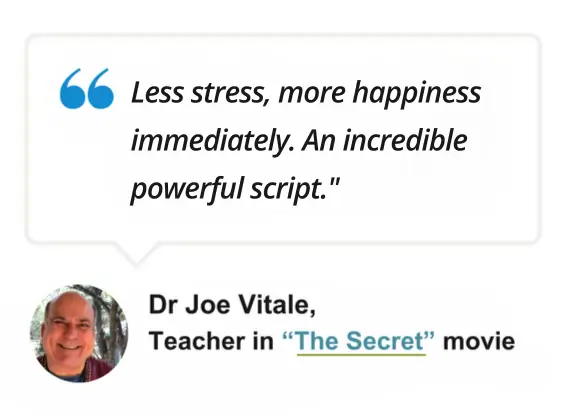 “
Less stress, more happiness
immediately. An incredible
powerful script."
Dr Joe Vitale,
Teacher in “The Secret” movie